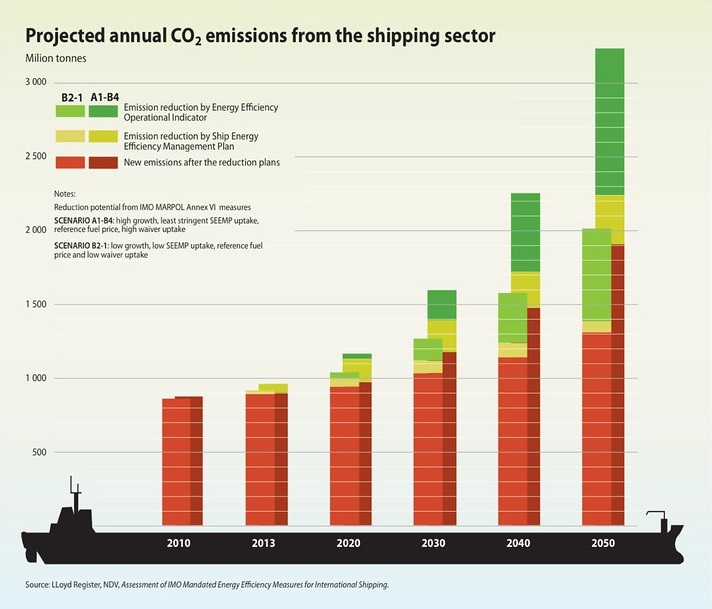 Projected annual CO₂ emissions from the shipping sector
Milion tonnes
3 000
B2-1 A1-B4
Emission reduction by Energy Efficiency
Operational Indicator
Emission reduction by Ship Energy
Efficiency Management Plan
New emissions after the reduction plans
2 500
Notes:
Reduction potential from IMO MARPOL Annex VI measures
SCENARIO A1-B4: high growth, least stringent SEEMP uptake,
reference fuel price, high waiver uptake
2 000
SCENARIO B2-1: low growth, low SEEMP uptake, reference fuel
price and low waiver uptake
1 500
1 000
500
2010 2013 2020 2030 2040 2050
Source: LLoyd Register, NDV, Assessment of IMO Mandated Energy Efficiency Measures for International Shipping.